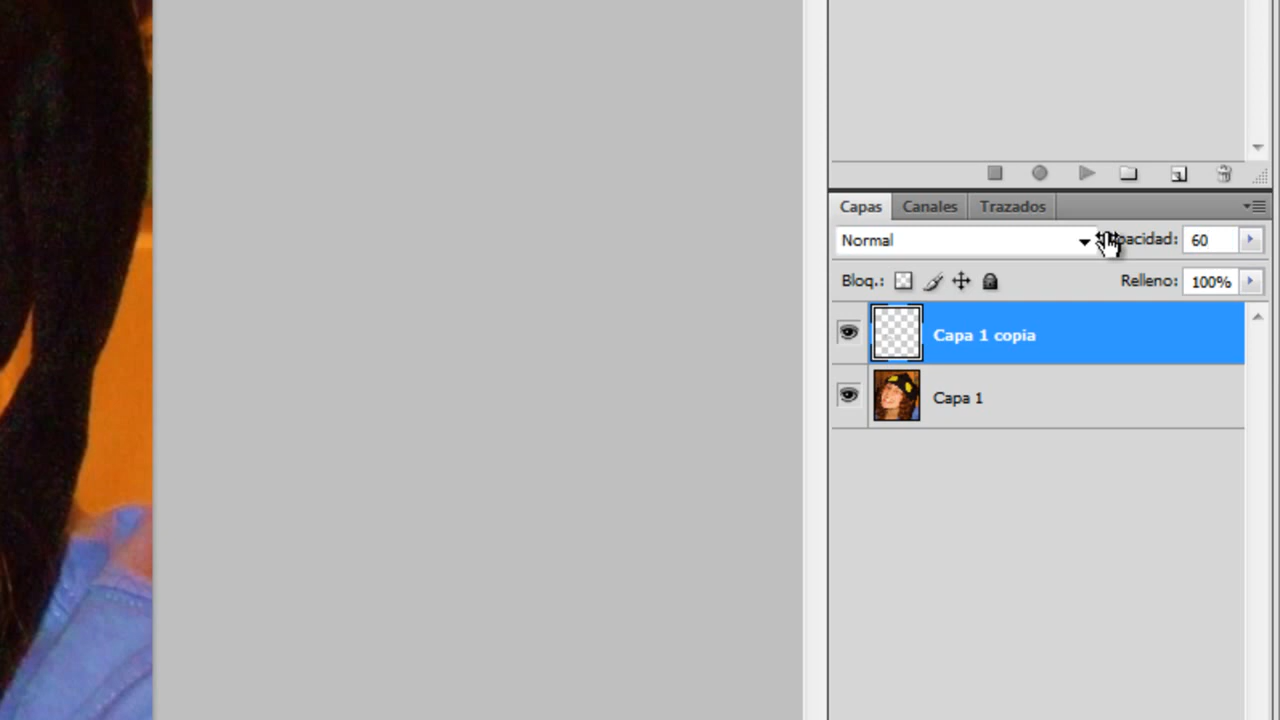 Capas Canales Trazados
Normal pacidad: 60
Bloq.: Relleno: 100%
Capa 1 copia
Capa 1